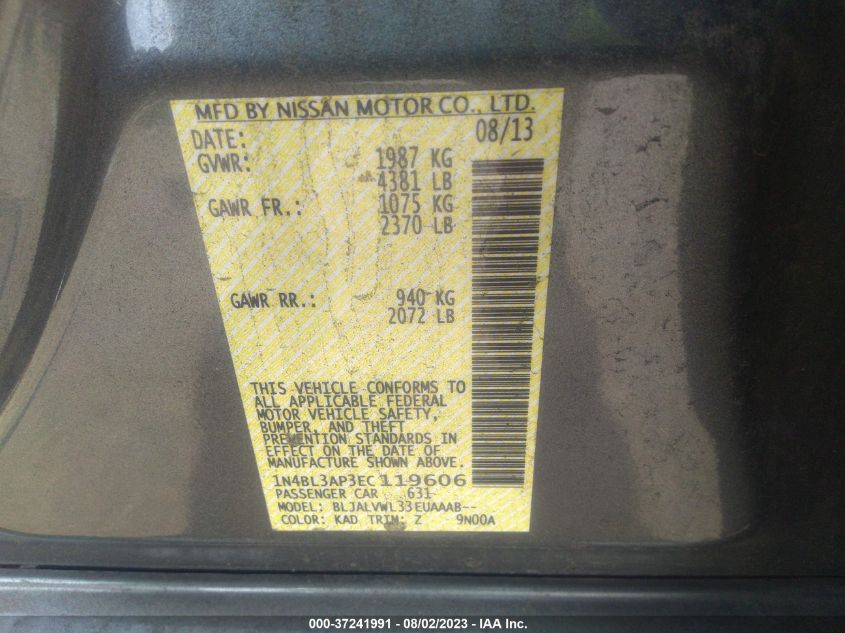 MFD BY NISSAN MOTOR CO., LTD.
DATE: 08/13
GVWR: 1987 KG
4381 LB
GAWR FR.: 1075 KG
2370 LB
GAWR RR.: 940 KG
2072 LB
THIS VEHICLE CONFORMS TO
ALL APPLICABLE FEDERAL
MOTOR VEHICLE SAFETY,
BUMPER, AND THEFT
PREVENTION STANDARDS IN
EFFECT ON THE DATE OF
MANUFACTURE SHOWN ABOVE.
1N4BL3AP3EC119606
PASSENGER CAR 631
MODEL: BLJALVWL33EUAAAB--
COLOR: KAD TRIM: Z 9N00A
000-37241991 - 08/02/2023 - IAA Inc.